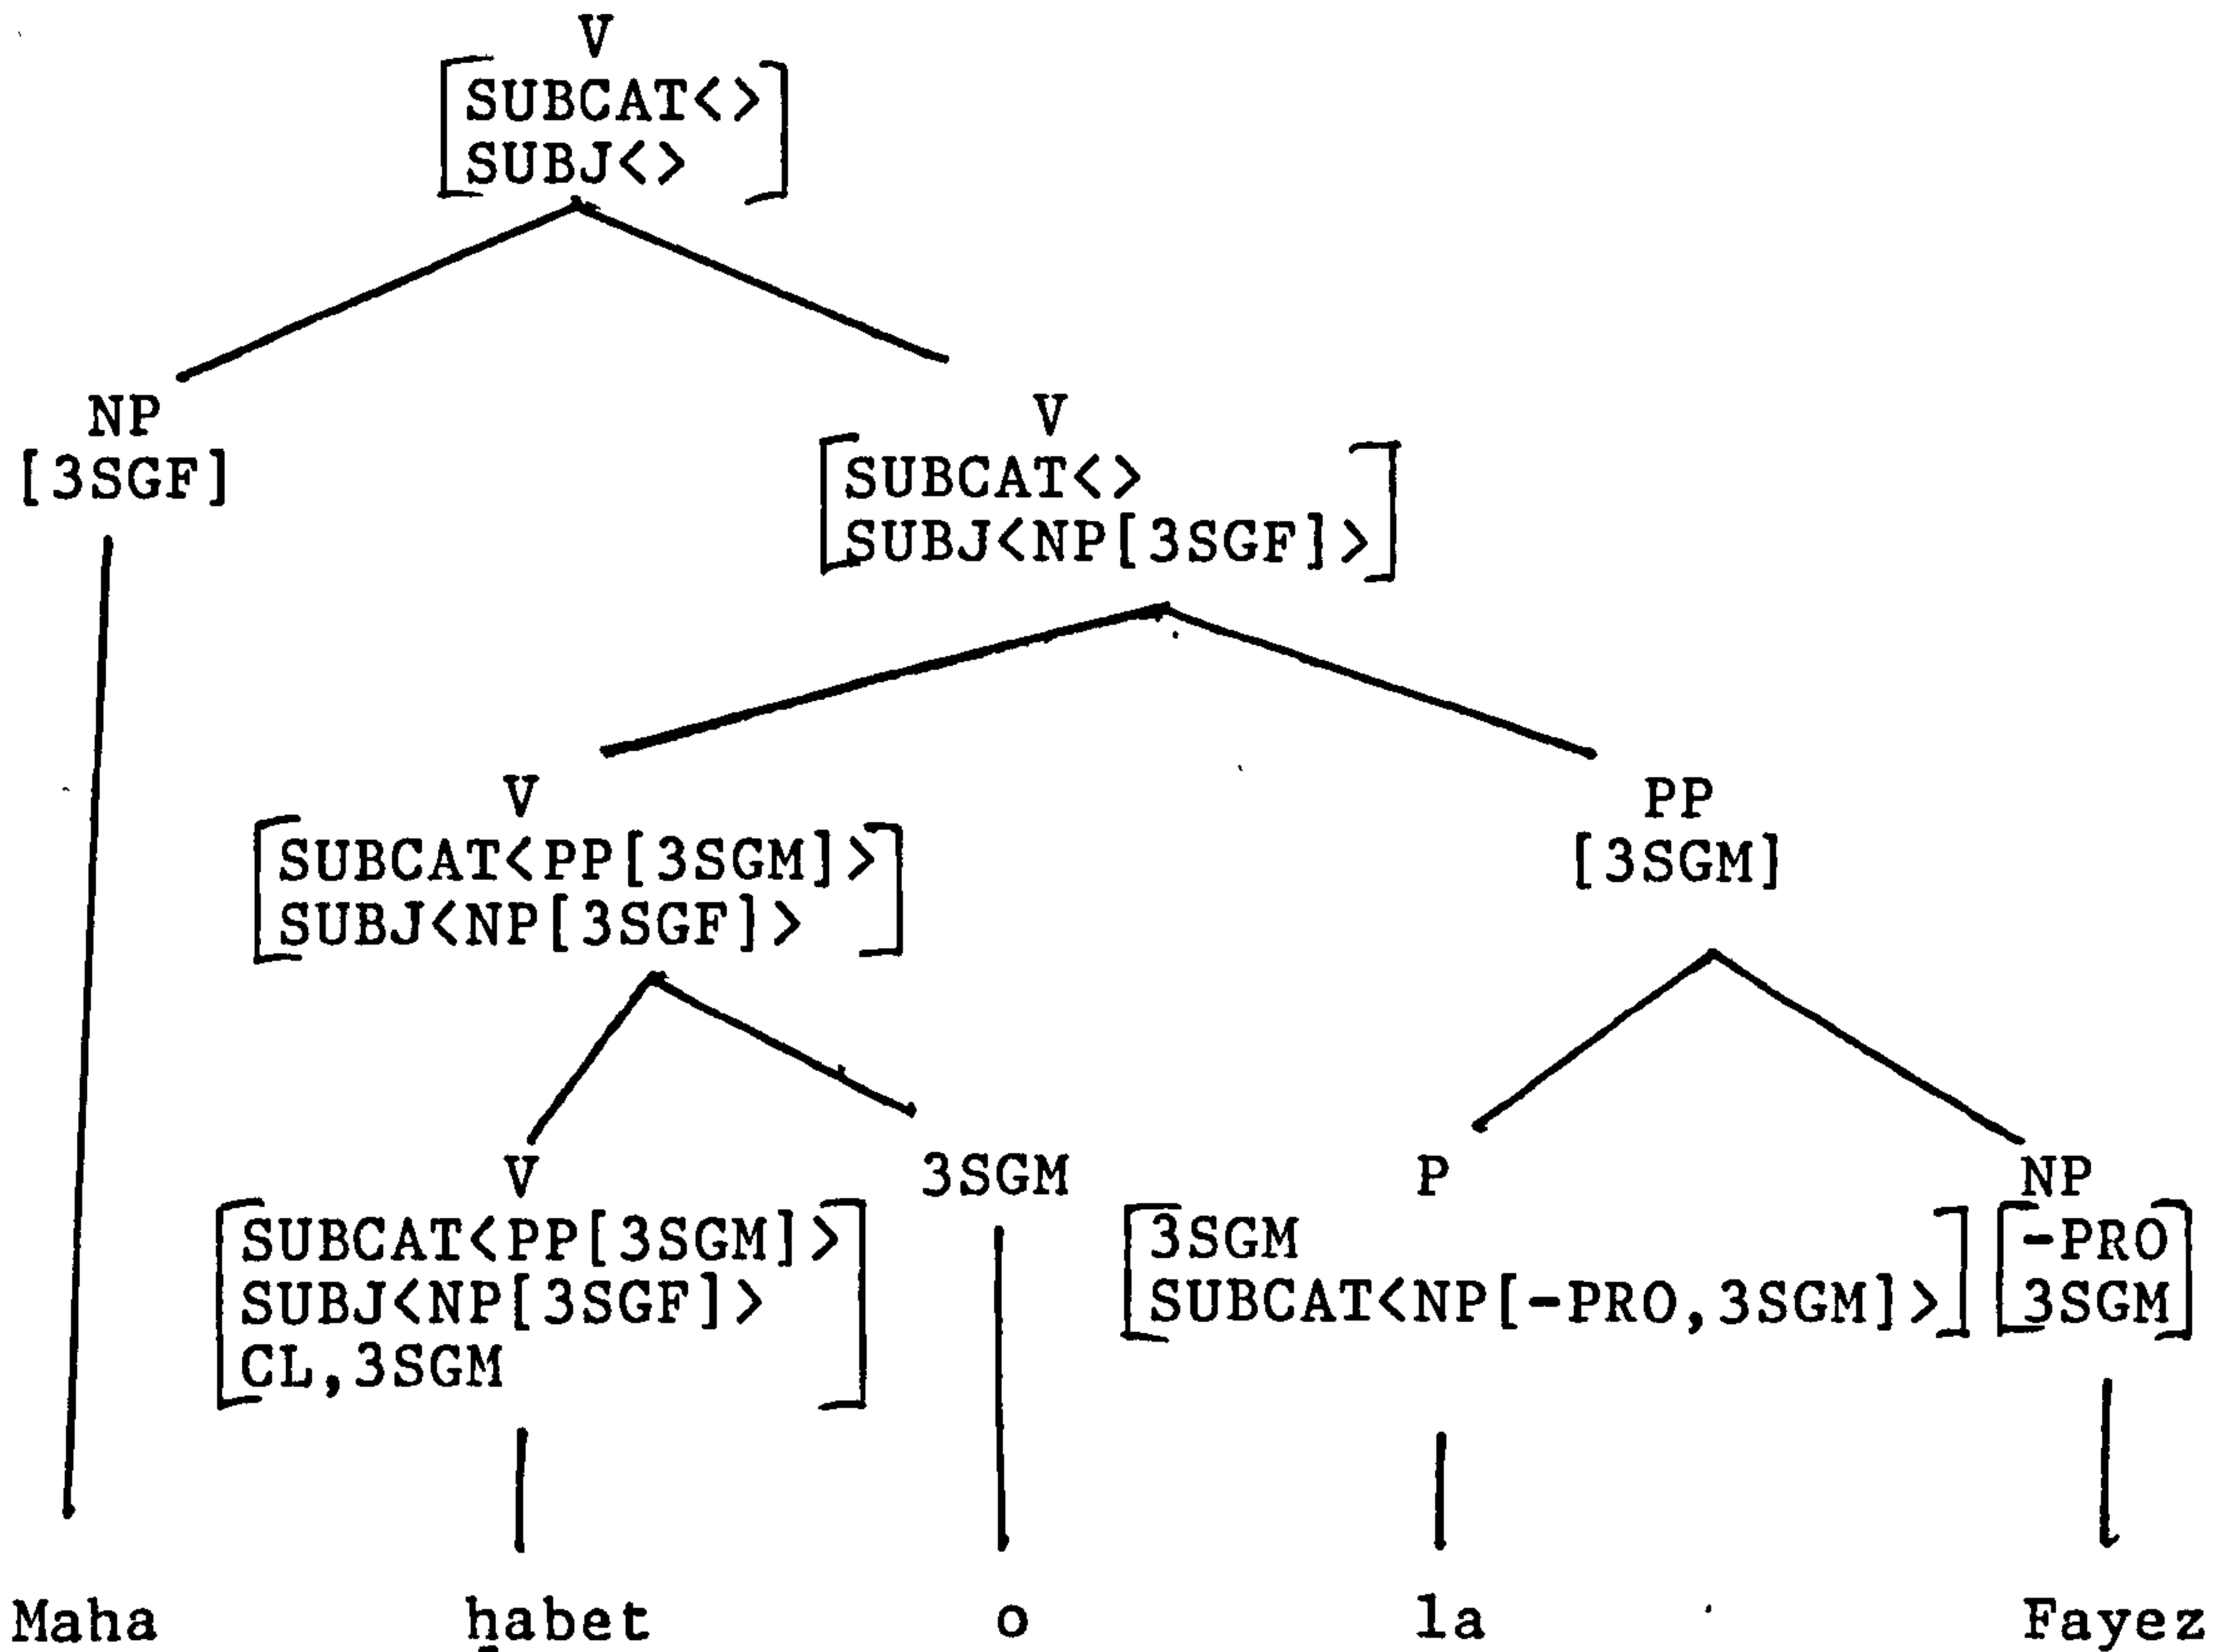 V
[SUBCAT<>
SUBJ<>]
NP
[3SGF]
V
[SUBCAT<>
SUBJ<NP[3SGF]>]
V
[SUBCAT<PP[3SGM]>
SUBJ<NP[3SGF]>]
PP
[3SGM]
V
[SUBCAT<PP[3SGM]>
SUBJ<NP[3SGF]>
CL,3SGM]
3SGM
P
[3SGM
SUBCAT<NP[-PRO,3SGM]>]
NP
[-PRO
3SGM]
Maha ḥabet o la Fayez